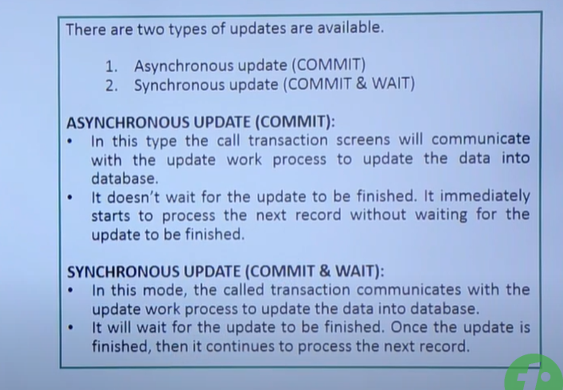 There are two types of updates are available.
1. Asynchronous update (COMMIT)
2. Synchronous update (COMMIT & WAIT)
ASYNCHRONOUS UPDATE (COMMIT):
• In this type the call transaction screens will communicate
with the update work process to update the data into
database.
• It doesn't wait for the update to be finished. It immediately
starts to process the next record without waiting for the
update to be finished.
SYNCHRONOUS UPDATE (COMMIT & WAIT):
• In this mode, the called transaction communicates with the
update work process to update the data into database.
• It will wait for the update to be finished. Once the update is
finished, then it continues to process the next record.